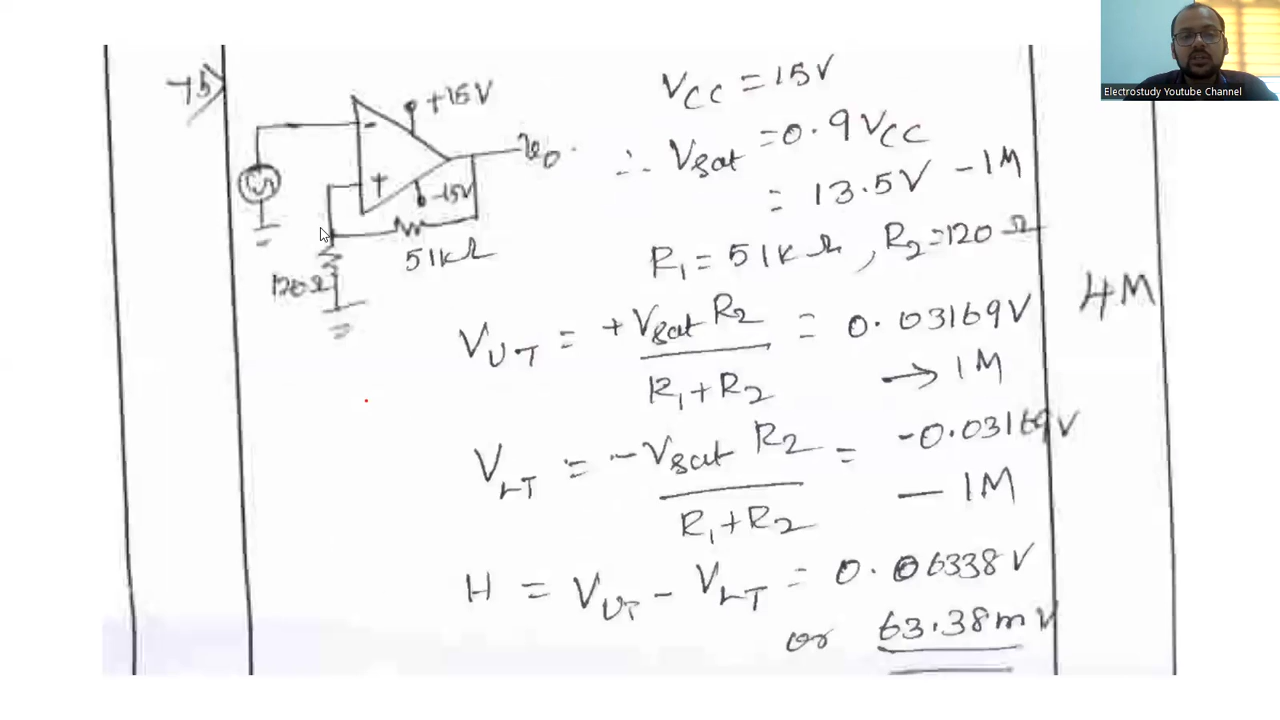 15)
+15V
VCC = 15V
∴ Vsat = 0.9 VCC
= 13.5V – 1M
-
+
-15V
vo.
51KΩ
120Ω
R1 = 51KΩ, R2 = 120Ω
VUT = +Vsat R2 / R1 + R2 = 0.03169V
→ 1M
4M
VLT = -Vsat R2 / R1 + R2 = -0.03169V
— 1M
H = VUT - VLT = 0.06338V
or 63.38mV
Electrostudy Youtube Channel